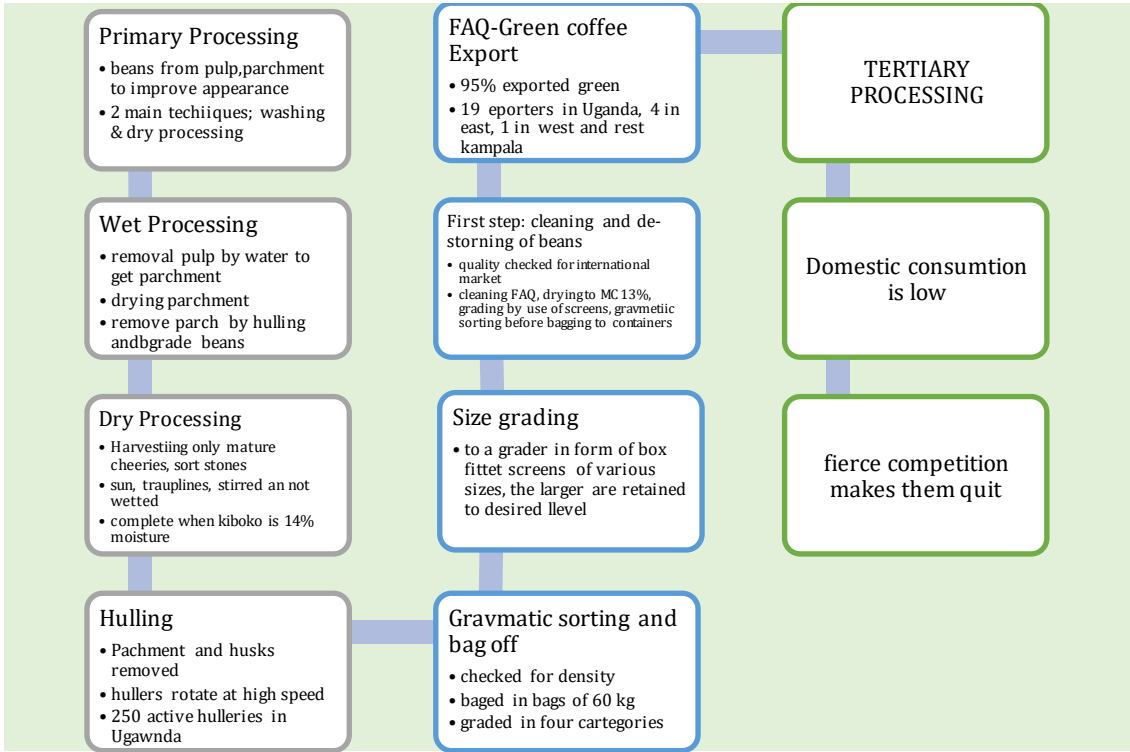 Primary Processing
• beans from pulp,parchment
to improve appearance
• 2 main techiiques; washing
& dry processing
Wet Processing
• removal pulp by water to
get parchment
• drying parchment
• remove parch by hulling
andbgrade beans
Dry Processing
• Harvestiing only mature
cheeries, sort stones
• sun, trauplines, stirred an not
wetted
• complete when kiboko is 14%
moisture
Hulling
• Pachment and husks
removed
• hullers rotate at high speed
• 250 active hulleries in
Ugawnda
FAQ-Green coffee
Export
• 95% exported green
• 19 eporters in Uganda, 4 in
east, 1 in west and rest
kampala
First step: cleaning and de-
storning of beans
• quality checked for international
market
• cleaning FAQ, drying to MC 13%,
grading by use of screens, gravmetiic
sorting before bagging to containers
Size grading
• to a grader in form of box
fittet screens of various
sizes, the larger are retained
to desired llevel
Gravmatic sorting and
bag off
• checked for density
• baged in bags of 60 kg
• graded in four cartegories
TERTIARY
PROCESSING
Domestic consumtion
is low
fierce competition
makes them quit